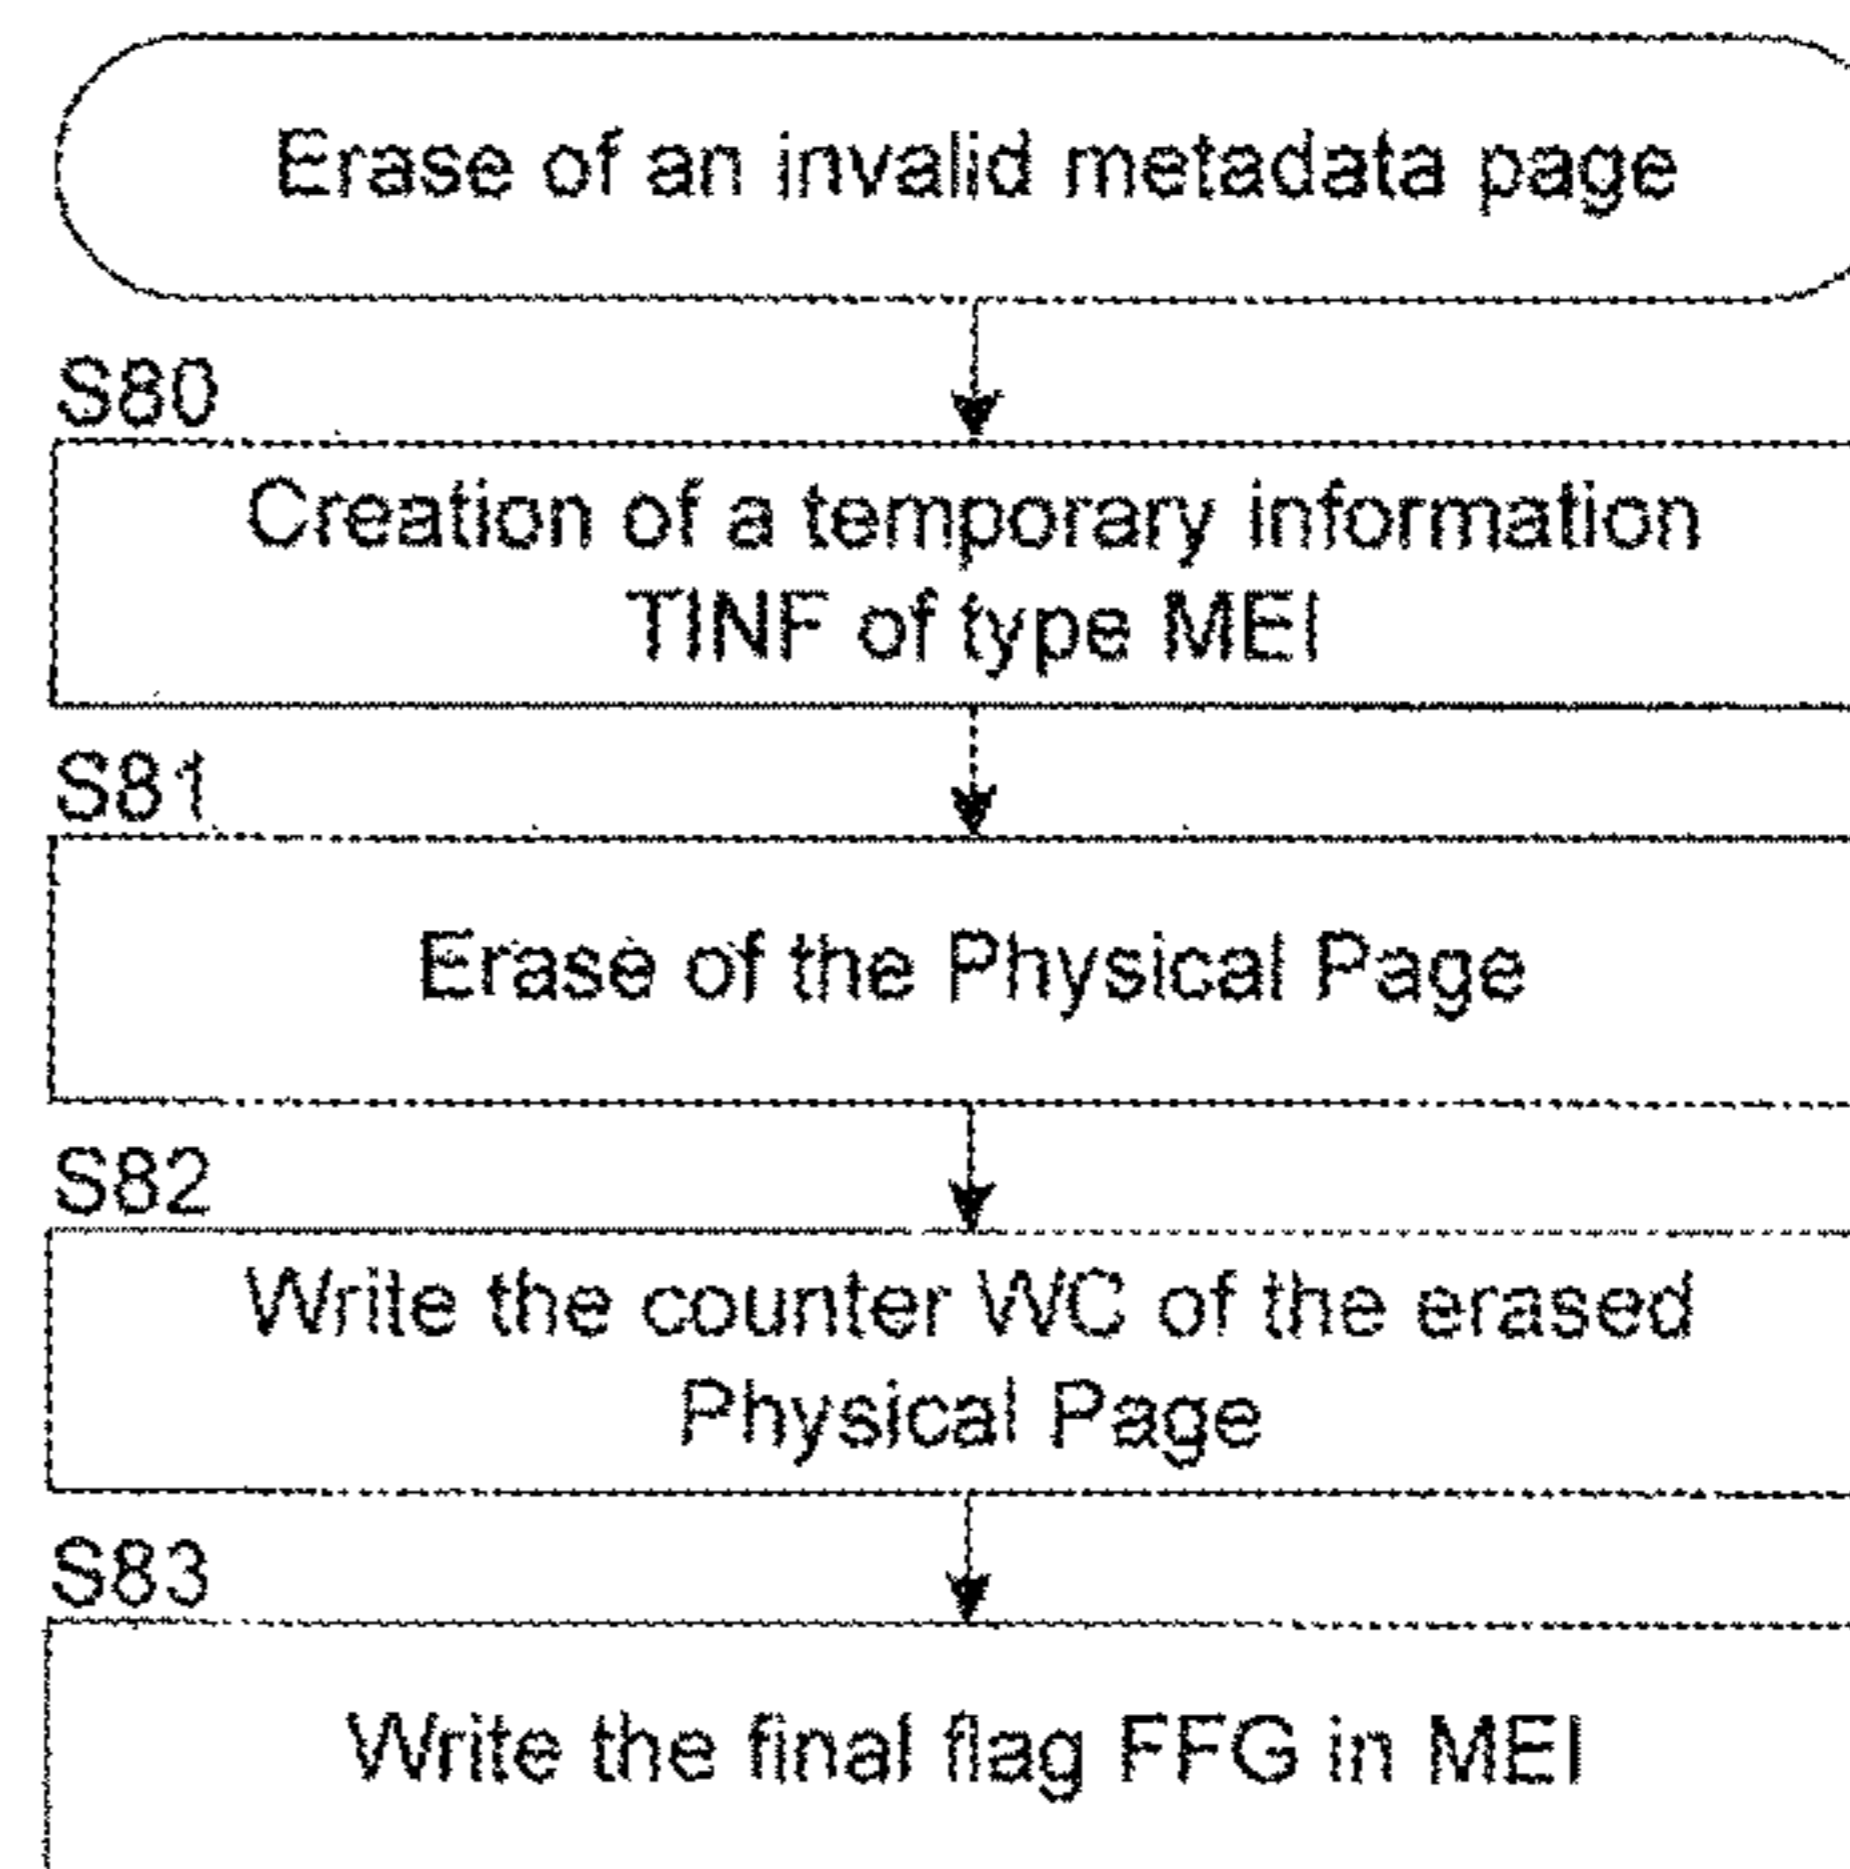 Erase of an invalid metadata page
S80
Creation of a temporary information
TINF of type MEI
S81
Erase of the Physical Page
S82
Write the counter WC of the erased
Physical Page
S83
Write the final flag FFG in MEI